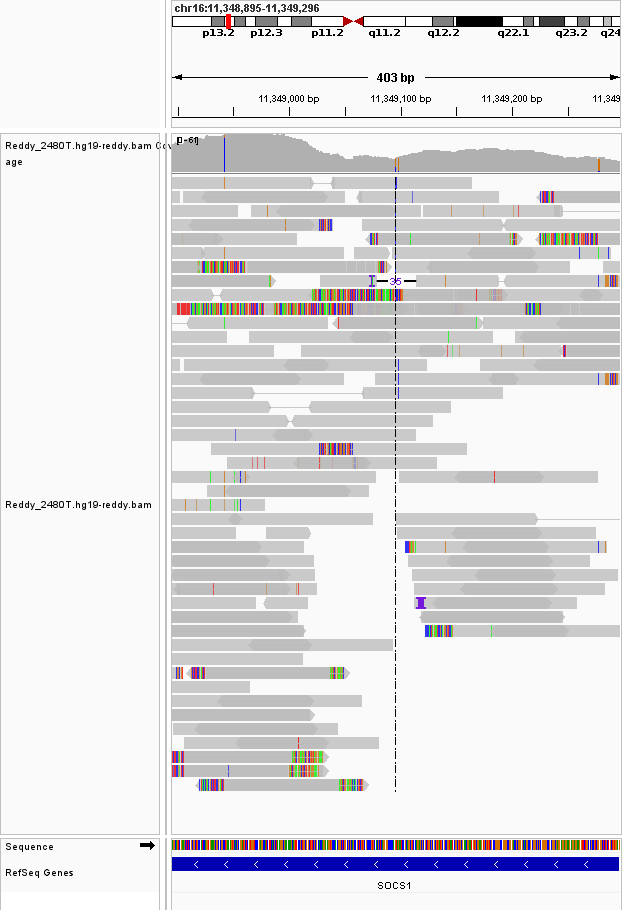 chr16:11,348,895-11,349,296
p13.2 p12.3 p11.2 q11.2 q12.2 q22.1 q23.2 q24
403 bp
11,349,000 bp 11,349,100 bp 11,349,200 bp 11,349
Reddy_2480T.hg19-reddy.bam Cov
age
35
Reddy_2480T.hg19-reddy.bam
Sequence
RefSeq Genes
SOCS1